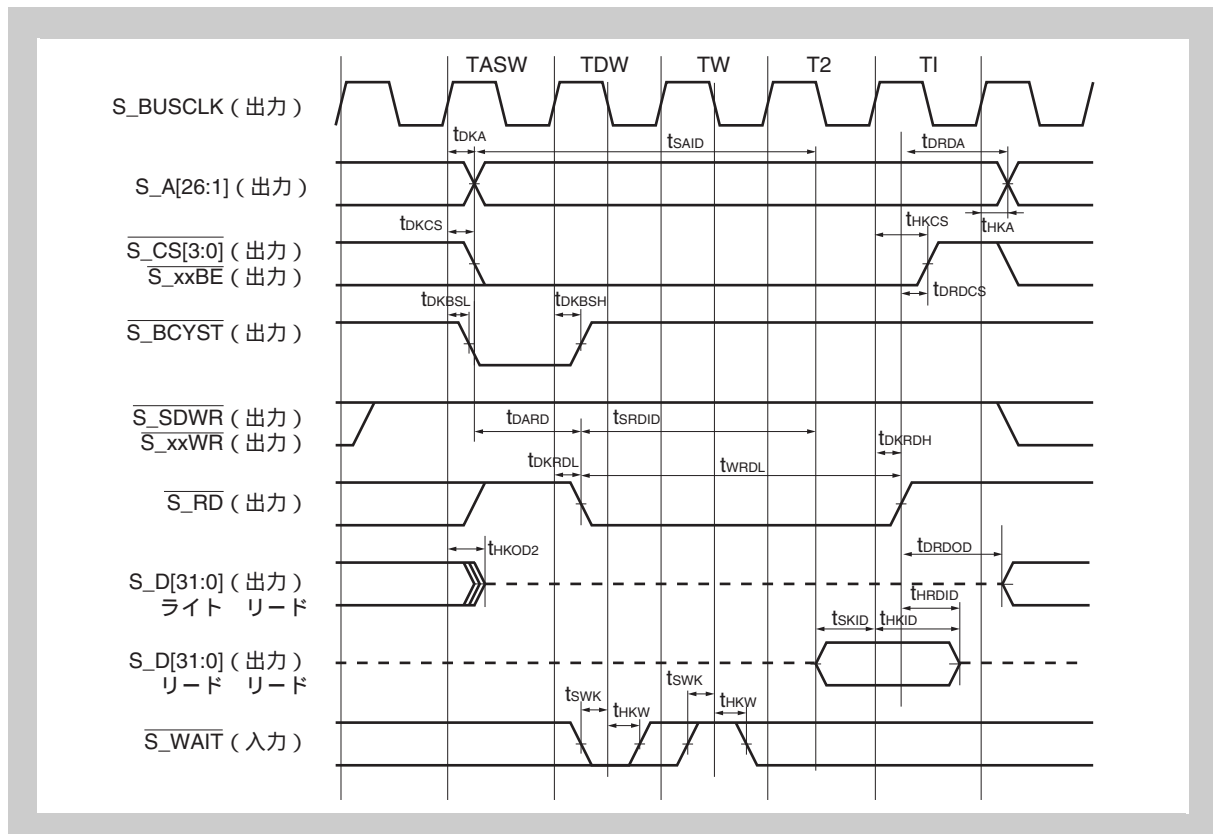 TASW TDW TW T2 TI
S_BUSCLK（出力）
tDKA tSAID tDRDA
S_A[26:1]（出力）
tDKCS tHKCS tHKA
S_CS[3:0]（出力）
S_xxBE（出力）
tDRDCS
tDKBSL tDKBSH
S_BCYST（出力）
S_SDWR（出力）
S_xxWR（出力）
tDARD tSRDID
tDKRDH
tDKRDL tWRDL
S_RD（出力）
tHKOD2 tDRDOD
S_D[31:0]（出力）
ライト リード
tHRDID
tSKID tHKID
S_D[31:0]（出力）
リード リード
tSWK tHKW tSWK tHKW
S_WAIT（入力）